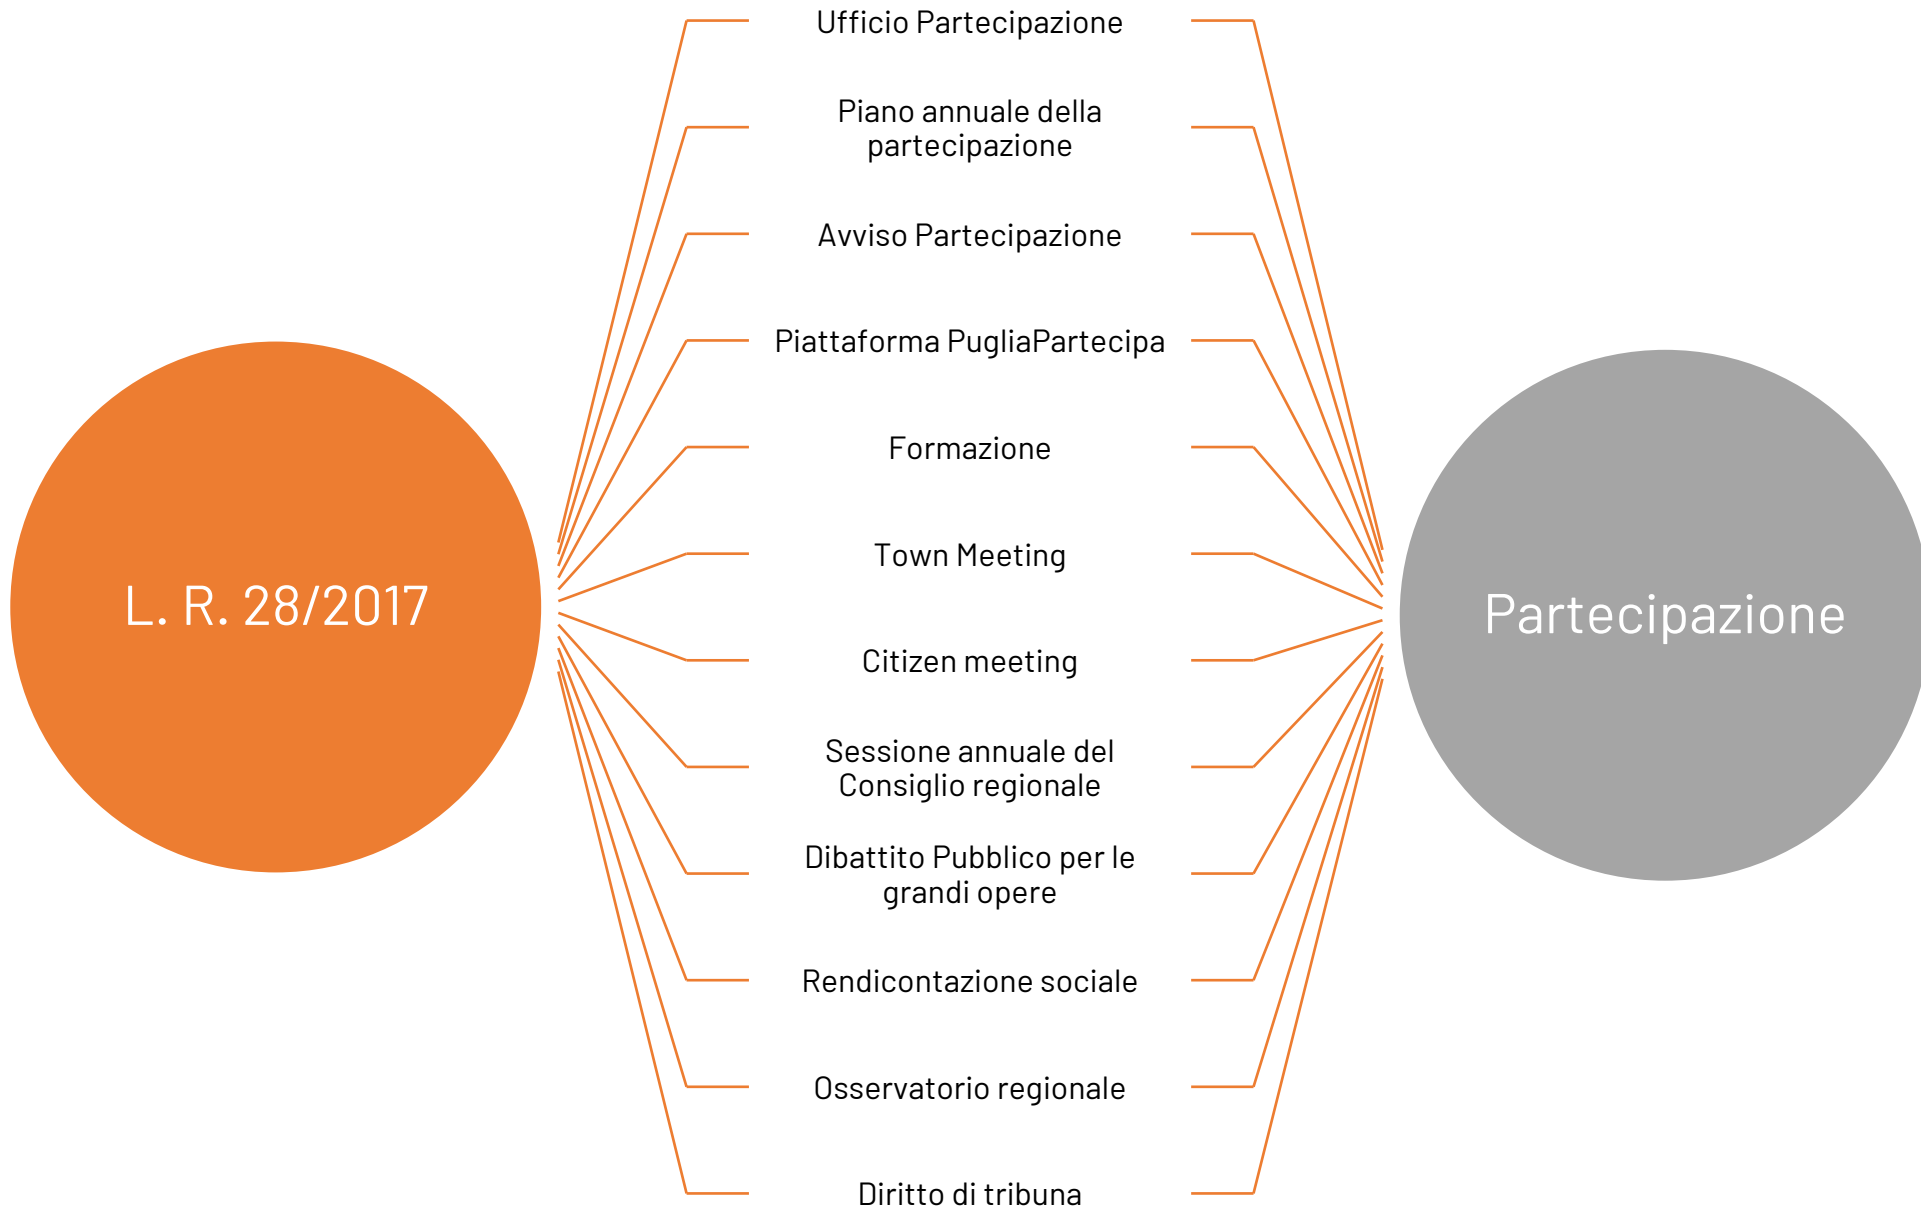 L. R. 28/2017
Ufficio Partecipazione
Piano annuale della
partecipazione
Avviso Partecipazione
Piattaforma PugliaPartecipa
Formazione
Town Meeting
Citizen meeting
Sessione annuale del
Consiglio regionale
Dibattito Pubblico per le
grandi opere
Rendicontazione sociale
Osservatorio regionale
Diritto di tribuna
Partecipazione